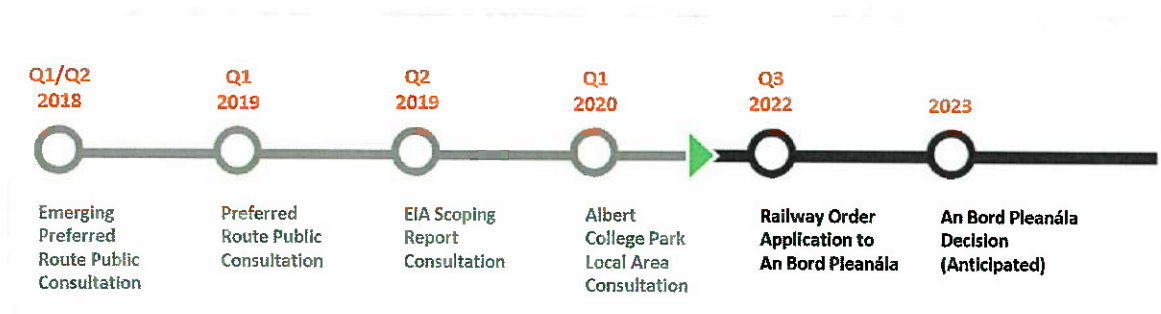 Q1/Q2
2018
Q1
2019
Q2
2019
Q1
2020
Q3
2022
2023
Emerging
Preferred
Route Public
Consultation
Preferred
Route Public
Consultation
EIA Scoping
Report
Consultation
Albert
College Park
Local Area
Consultation
Railway Order
Application to
An Bord Pleanála
An Bord Pleanála
Decision
(Anticipated)